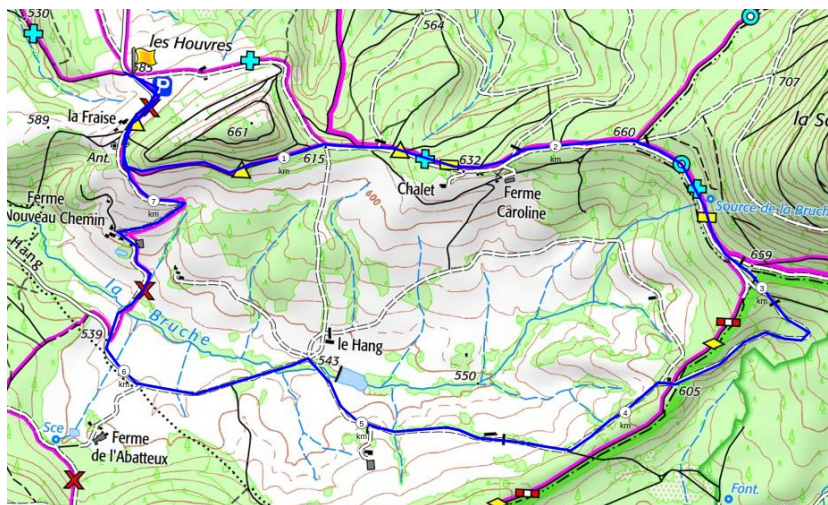 530
les Houvres
564
585
P
707
la Fraise
589
661
Ant.
1
km
615
632
2
660
la S
Chalet
Ferme
Caroline
Ferme
Nouveau Chemin
7
km
600
Source de la Bruche
659
Hang
la Bruche
3
km
539
le Hang
543
550
6
km
605
4
km
Sce
5
km
Ferme
de l'Abatteux
Font.